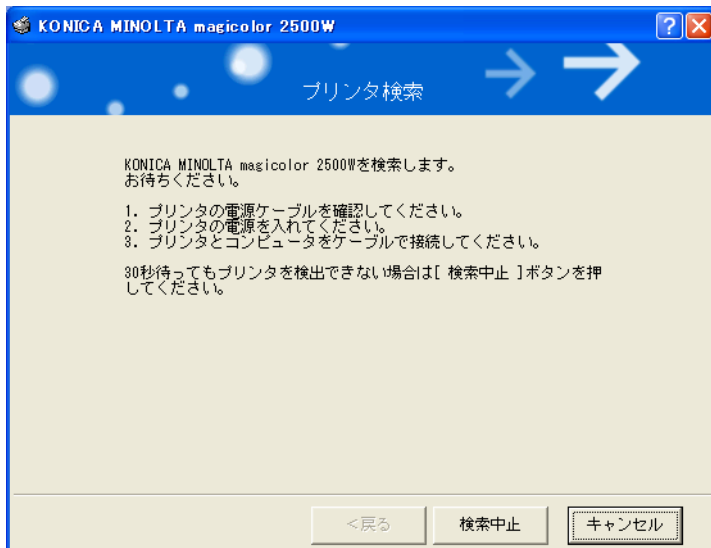 KONICA MINOLTA magicolor 2500W
プリンタ検索
KONICA MINOLTA magicolor 2500Wを検索します。
お待ちください。
1. プリンタの電源ケーブルを確認してください。
2. プリンタの電源を入れてください。
3. プリンタとコンピュータをケーブルで接続してください。
30秒待ってもプリンタを検出できない場合は[ 検索中止 ]ボタンを押
してください。
<戻る 検索中止 キャンセル